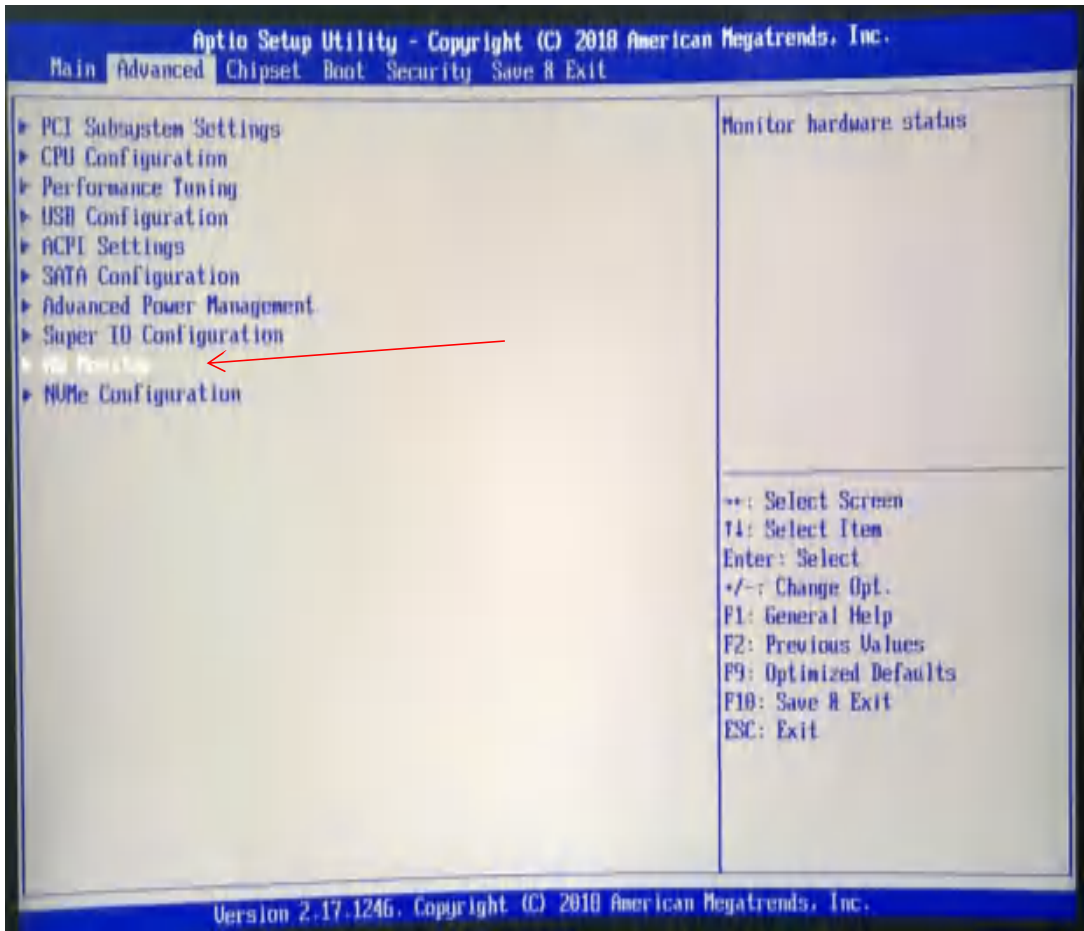 Aptio Setup Utility - Copyright (C) 2018 American Megatrends, Inc.
Main Advanced Chipset Boot Security Save & Exit
PCI Subsystem Settings
CPU Configuration
Performance Tuning
USB Configuration
ACPI Settings
SATA Configuration
Advanced Power Management
Super IO Configuration
HW Monitor
NVMe Configuration
Monitor hardware status
→←: Select Screen
↑↓: Select Item
Enter: Select
+/-: Change Opt.
F1: General Help
F2: Previous Values
F9: Optimized Defaults
F10: Save & Exit
ESC: Exit
Version 2.17.1246. Copyright (C) 2018 American Megatrends, Inc.